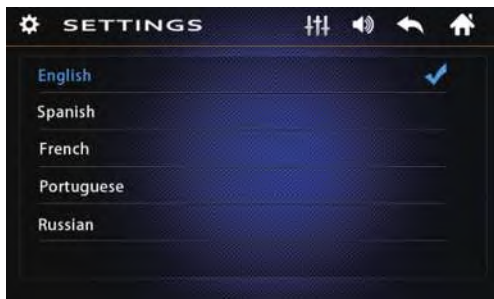 SETTINGS
English
Spanish
French
Portuguese
Russian